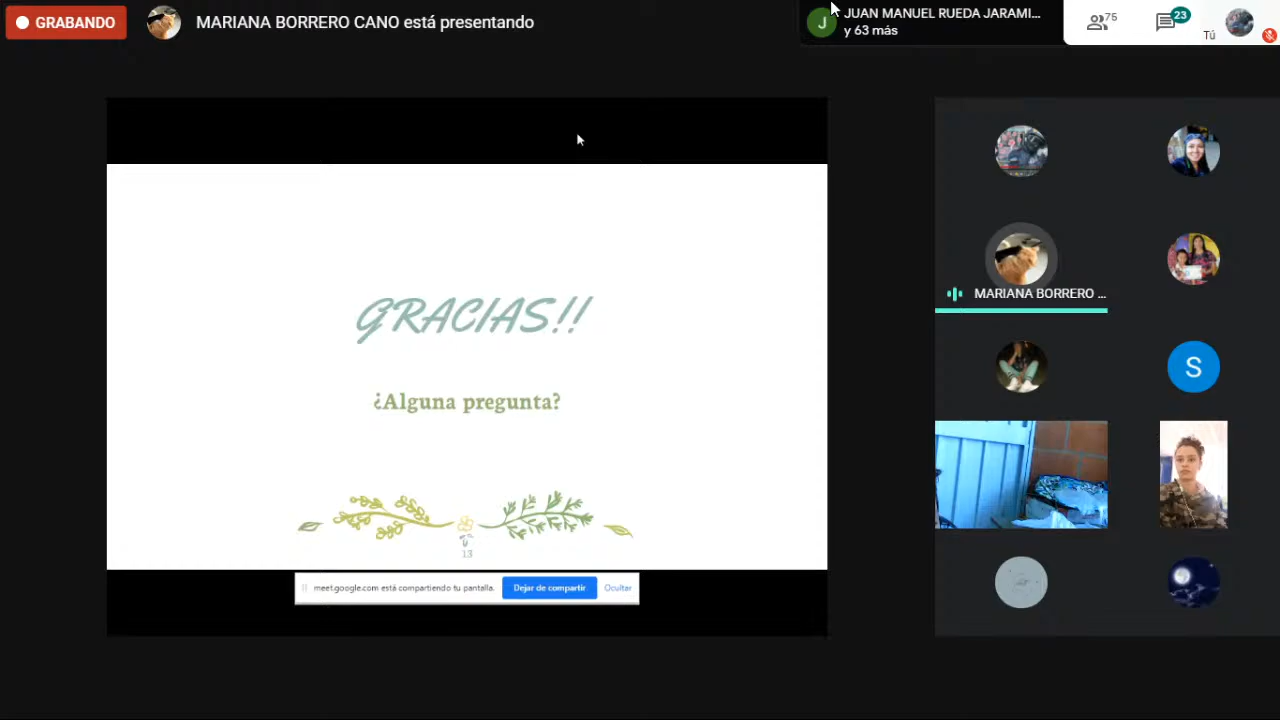 GRABANDO
MARIANA BORRERO CANO está presentando
J
JUAN MANUEL RUEDA JARAMI...
y 63 más
75
23
Tú
GRACIAS!!
¿Alguna pregunta?
13
meet.google.com está compartiendo tu pantalla.
Dejar de compartir
Ocultar
MARIANA BORRERO ...
S